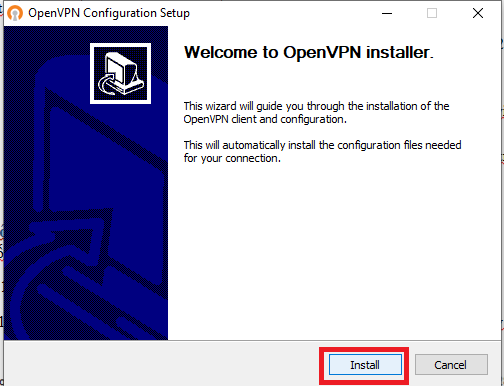 OpenVPN Configuration Setup
Welcome to OpenVPN installer.
This wizard will guide you through the installation of the
OpenVPN client and configuration.
This will automatically install the configuration files needed
for your connection.
Install
Cancel